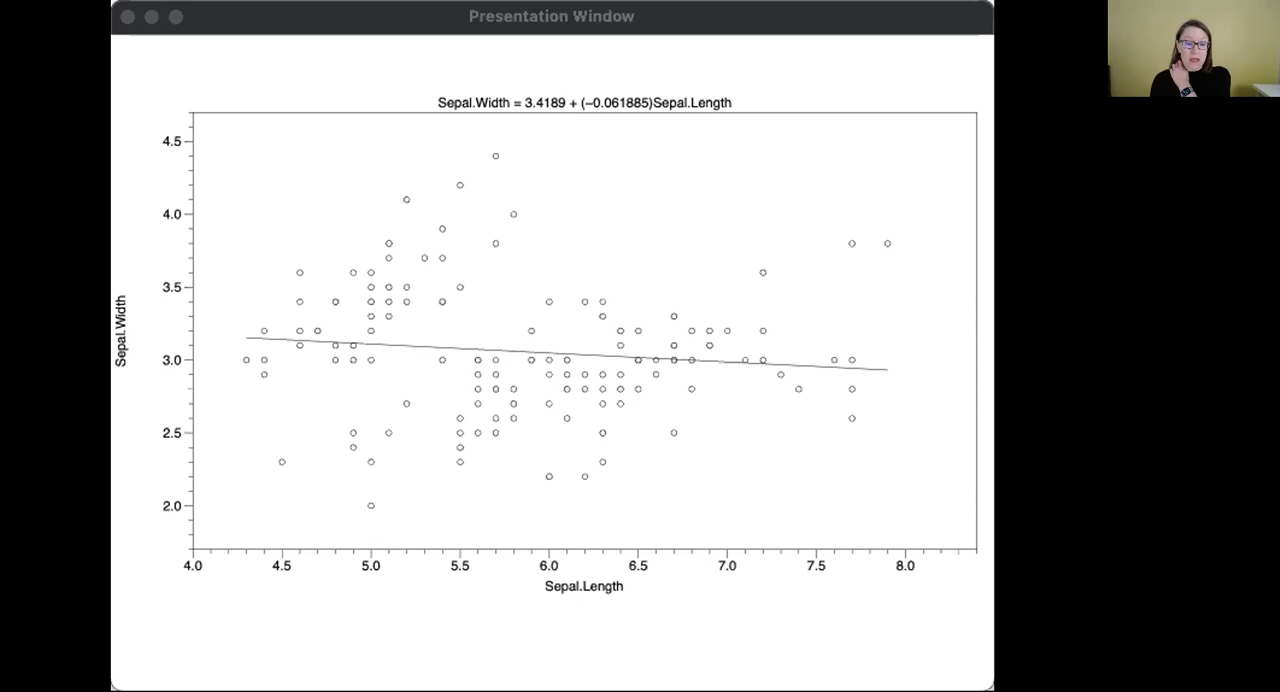 Presentation Window
Sepal.Width = 3.4189 + (−0.061885)Sepal.Length
4.5
4.0
3.5
3.0
2.5
2.0
Sepal.Width
4.0 4.5 5.0 5.5 6.0 6.5 7.0 7.5 8.0
Sepal.Length